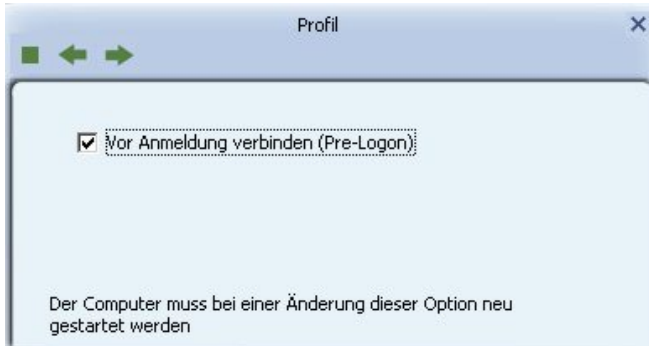 Profil
Vor Anmeldung verbinden (Pre-Logon)
Der Computer muss bei einer Änderung dieser Option neu
gestartet werden